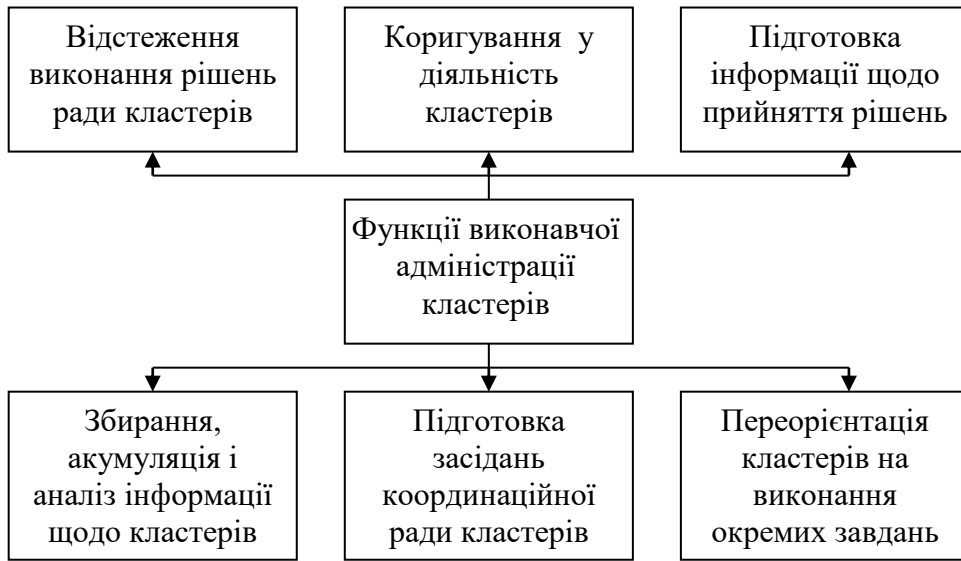 Відстеження
виконання рішень
ради кластерів
Коригування у
діяльність
кластерів
Підготовка
інформації щодо
прийняття рішень
Функції виконавчої
адміністрації
кластерів
Збирання,
акумуляція і
аналіз інформації
щодо кластерів
Підготовка
засідань
координаційної
ради кластерів
Переорієнтація
кластерів на
виконання
окремих завдань